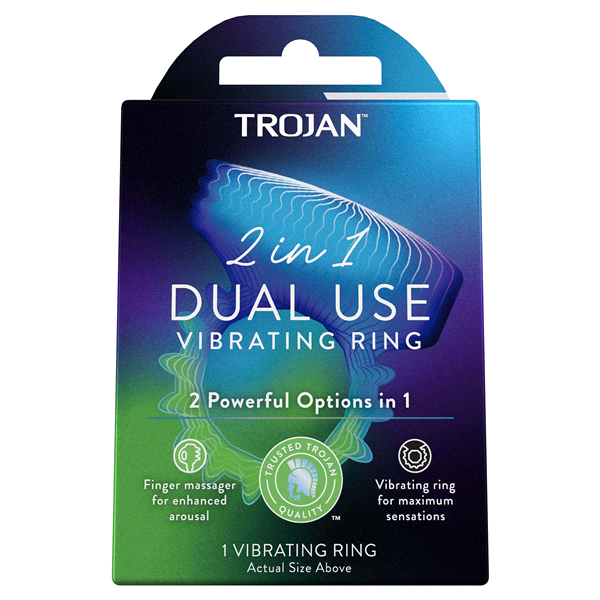 TROJAN™
2 in 1
DUAL USE
VIBRATING RING
2 Powerful Options in 1
TRUSTED TROJAN
QUALITY
™
Finger massager
for enhanced
arousal
Vibrating ring
for maximum
sensations
1 VIBRATING RING
Actual Size Above